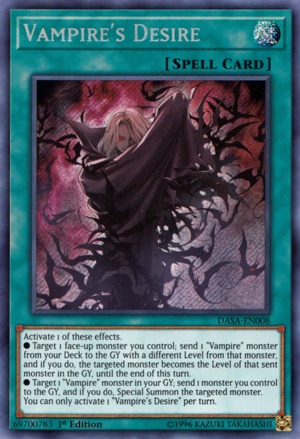 Vampire's Desire
[Spell Card]
DASA-EN008
Activate 1 of these effects.
● Target 1 face-up monster you control; send 1 "Vampire" monster
from your Deck to the GY with a different Level from that monster,
and if you do, the targeted monster becomes the Level of that sent
monster in the GY, until the end of this turn.
● Target 1 "Vampire" monster in your GY; send 1 monster you control
to the GY, and if you do, Special Summon the targeted monster.
You can only activate 1 "Vampire's Desire" per turn.
69700783 1st Edition ©1996 KAZUKI TAKAHASHI